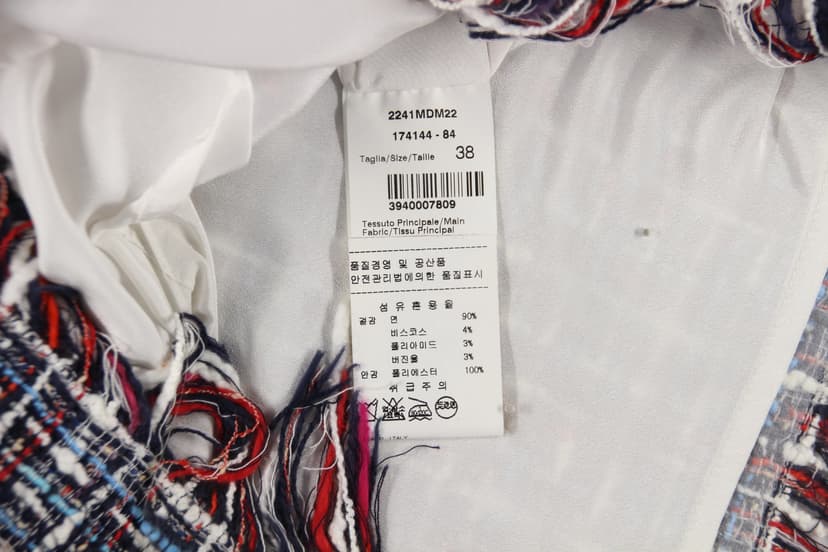 2241MDM22
174144 - 84
Taglia/Size/Taille 38
3940007809
Tessuto Principale/Main
Fabric/Tissu Principal
품질경영 및 공산품
안전관리법에의한 품질표시
섬유혼용율
겉감 면 90%
비스코스 4%
폴리아미드 3%
버진울 3%
안감 폴리에스터 100%
취급주의
ITALY